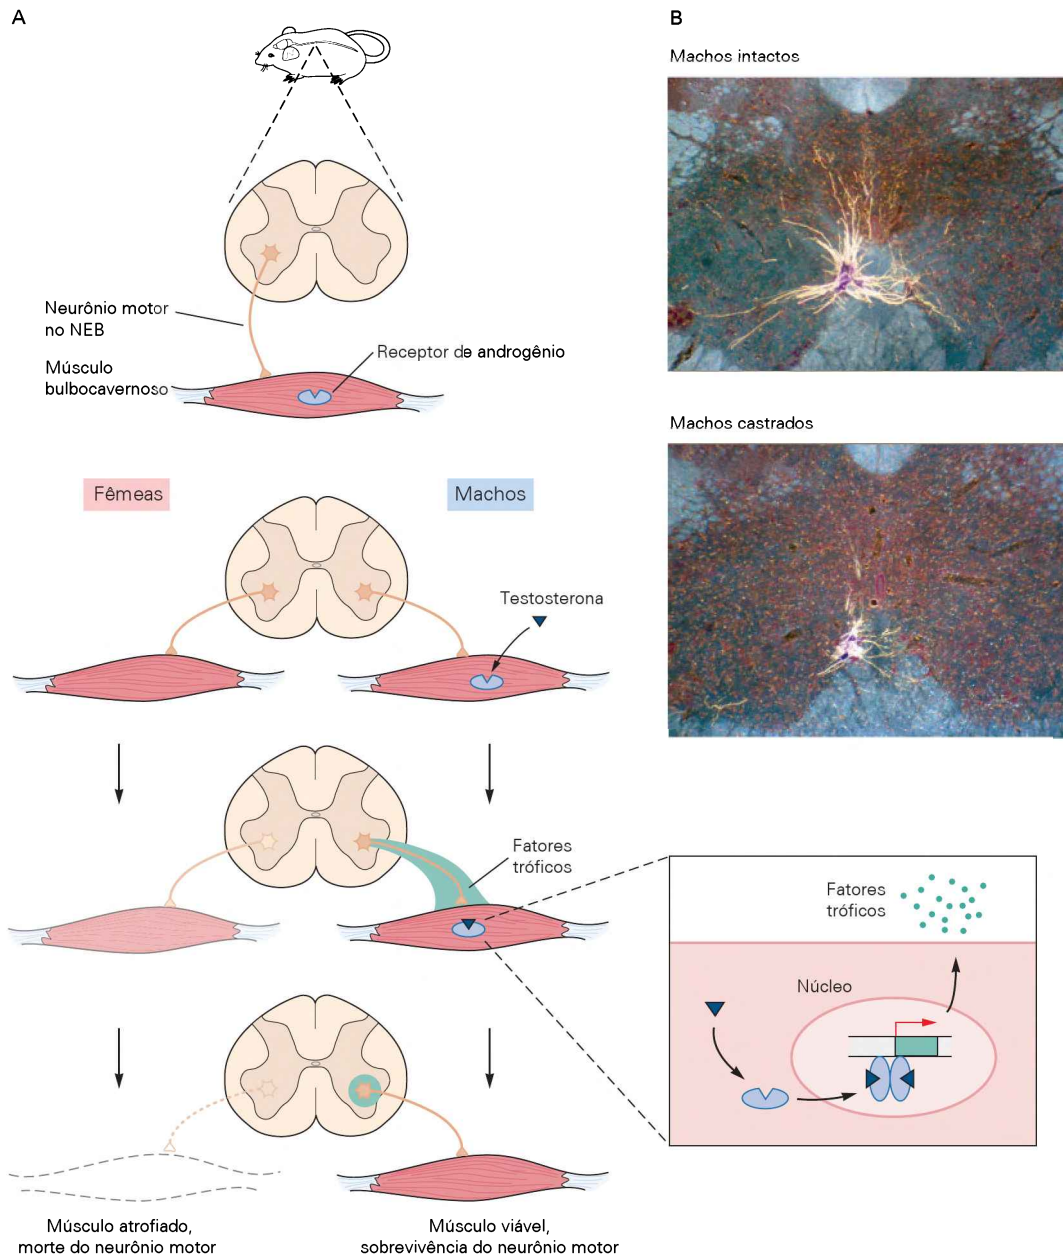 A
Neurônio motor
no NEB
Receptor de androgênio
Músculo
bulbocavernoso
Fêmeas
Machos
Testosterona
Fatores
tróficos
Músculo atrofiado,
morte do neurônio motor
Músculo viável,
sobrevivência do neurônio motor
B
Machos intactos
Machos castrados
Fatores
tróficos
Núcleo